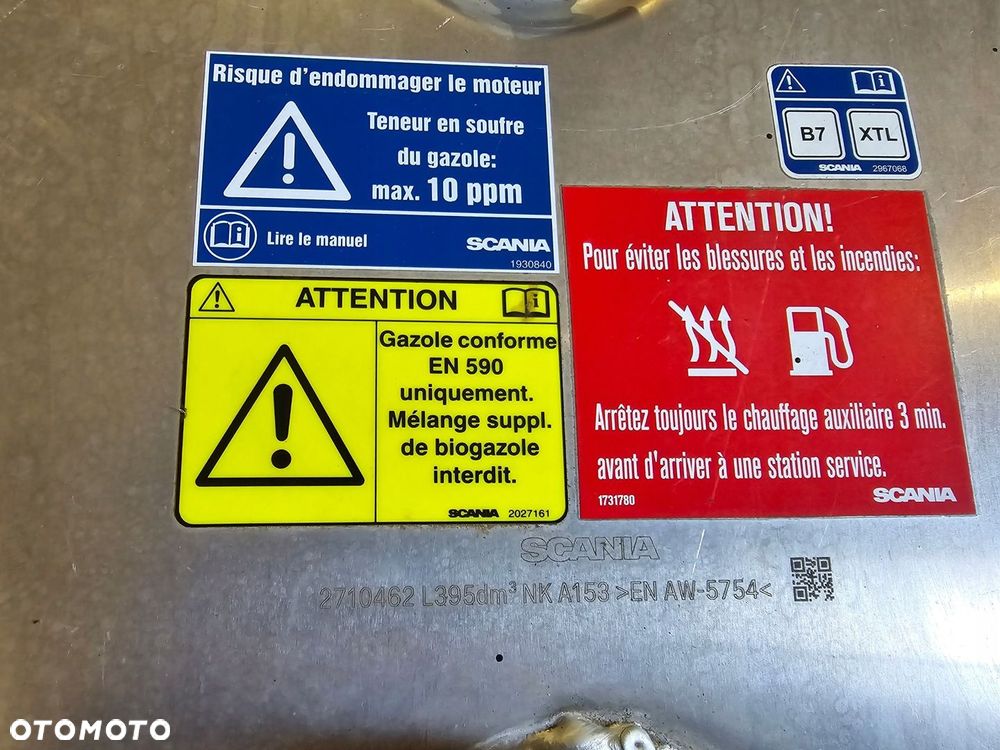 Risque d'endommager le moteur
Teneur en soufre
du gazole:
max. 10 ppm
Lire le manuel
SCANIA
1930840
B7 XTL
SCANIA 2967068
ATTENTION
Gazole conforme
EN 590
uniquement.
Mélange suppl.
de biogazole
interdit.
SCANIA 2027161
ATTENTION!
Pour éviter les blessures et les incendies:
Arrêtez toujours le chauffage auxiliaire 3 min.
avant d'arriver à une station service.
1731780
SCANIA
SCANIA
2710462 L395dm³ NK A153 >EN AW-5754<
OTOMOTO